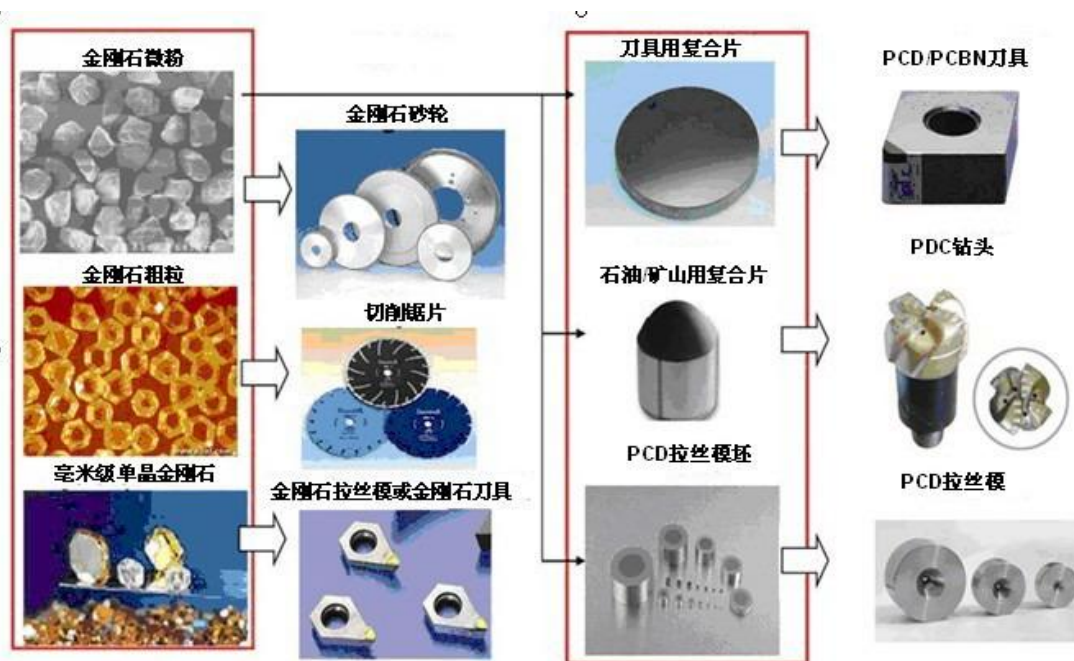 金刚石微粉
刀具用复合片
PCD/PCBN刀具
金刚石砂轮
PDC钻头
金刚石粗粒
石油/矿山用复合片
切削锯片
毫米级单晶金刚石
PCD拉丝模坯
PCD拉丝模
金刚石拉丝模或金刚石刀具